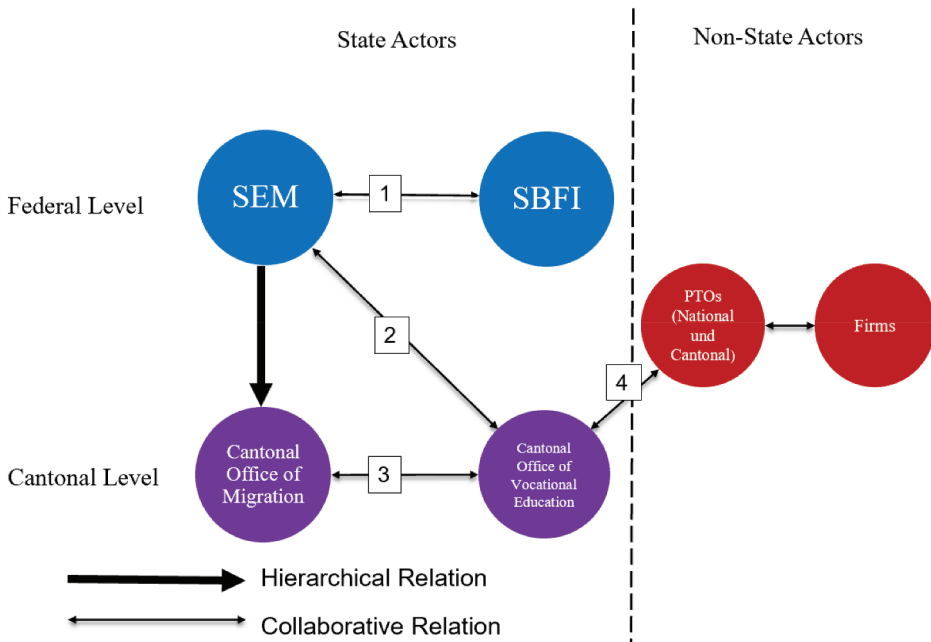 State Actors
Non-State Actors
Federal Level
SEM
1
SBFI
PTOs
(National
und
Cantonal)
Firms
2
4
Cantonal Level
Cantonal
Office of
Migration
3
Cantonal
Office of
Vocational
Education
Hierarchical Relation
Collaborative Relation